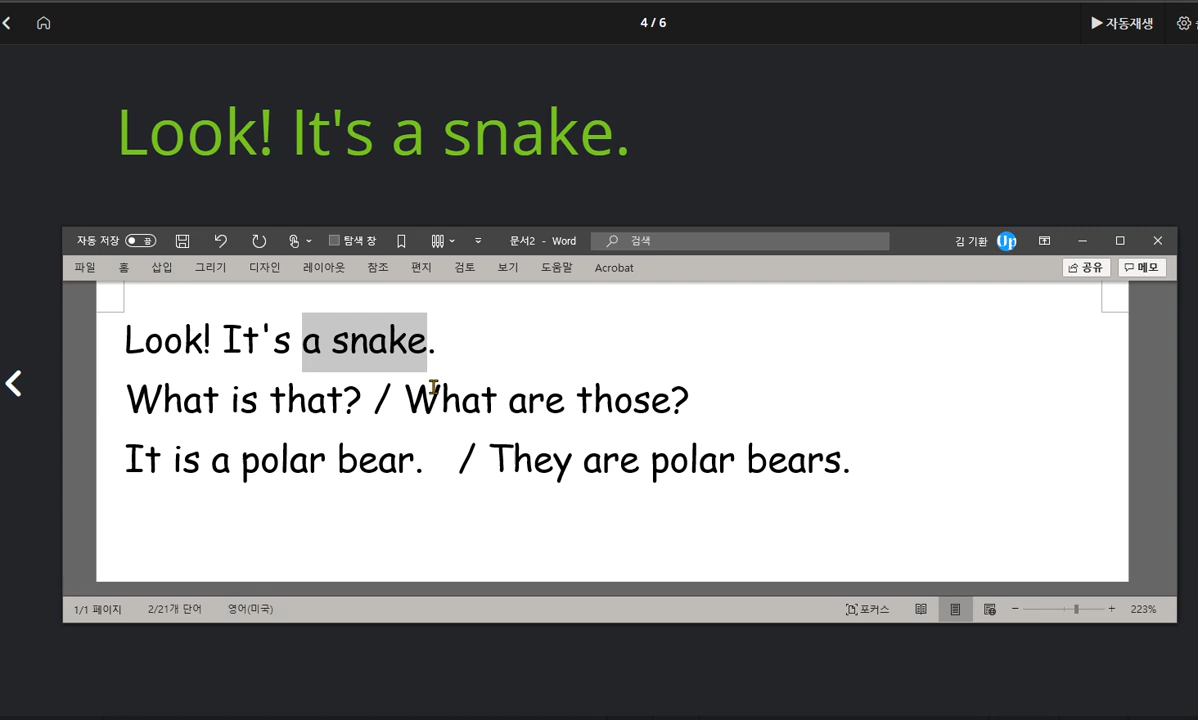 4 / 6
▶ 자동재생
Look! It's a snake.
자동 저장 끔 탐색 창 문서2 - Word 검색 김 기환 Up
파일 홈 삽입 그리기 디자인 레이아웃 참조 편지 검토 보기 도움말 Acrobat 공유 메모
Look! It's a snake.
What is that? / What are those?
It is a polar bear. / They are polar bears.
1/1 페이지 2/21개 단어 영어(미국) 포커스 - + 223%